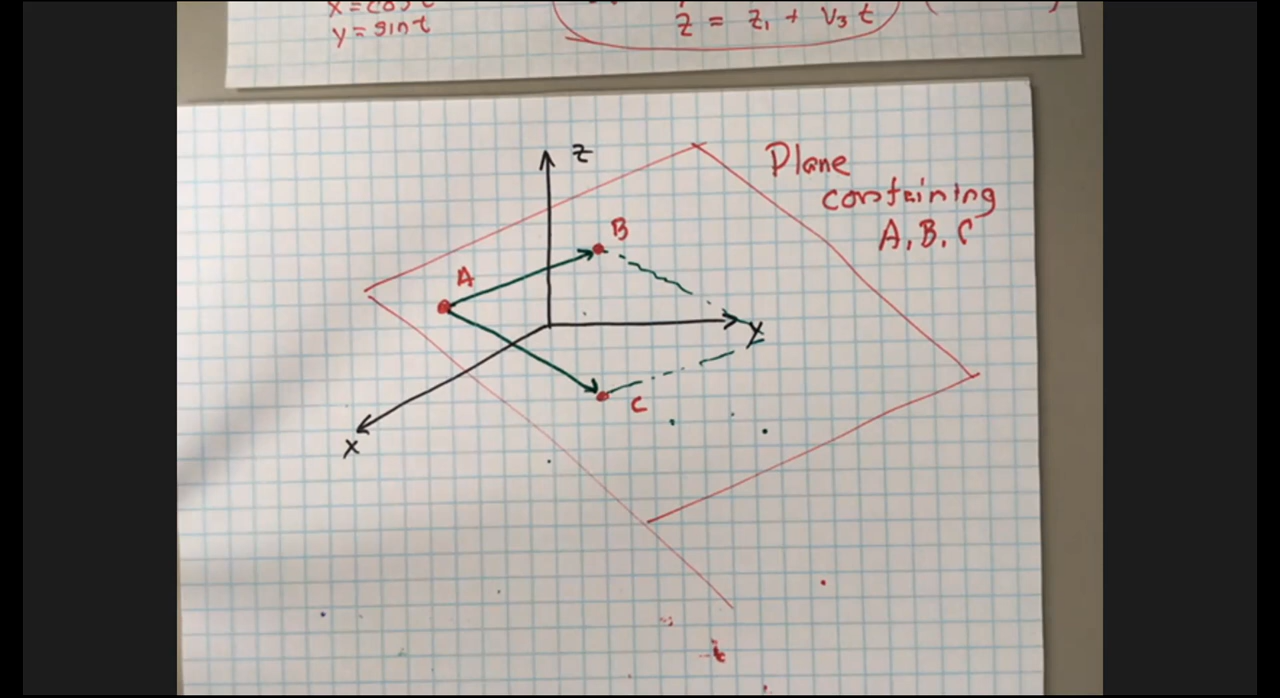 y = sin t
z = z₁ + v₃ t
z
Plane
containing
A, B, C
B
A
y
C
x